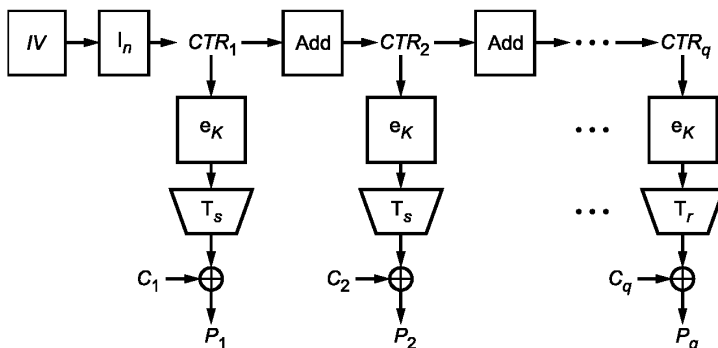 IV I_n CTR_1 Add CTR_2 Add ··· CTR_q
e_K e_K ··· e_K
T_s T_s ··· T_r
C_1 C_2 C_q
P_1 P_2 P_q